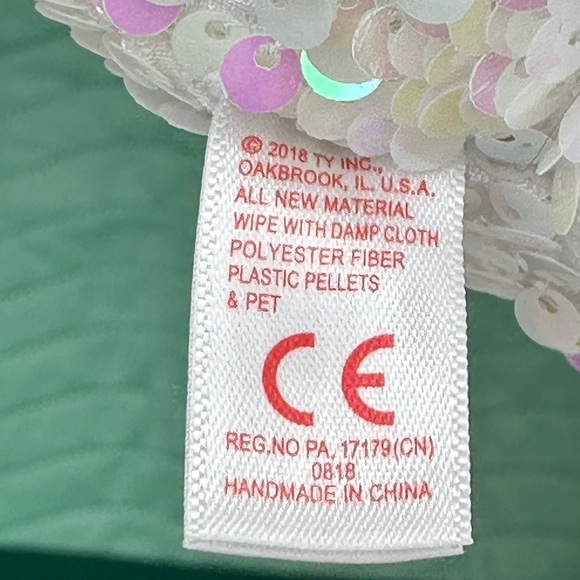 © 2018 TY INC.,
OAKBROOK, IL. U.S.A.
ALL NEW MATERIAL
WIPE WITH DAMP CLOTH
POLYESTER FIBER
PLASTIC PELLETS
& PET
CE
REG.NO PA. 17179(CN)
0818
HANDMADE IN CHINA